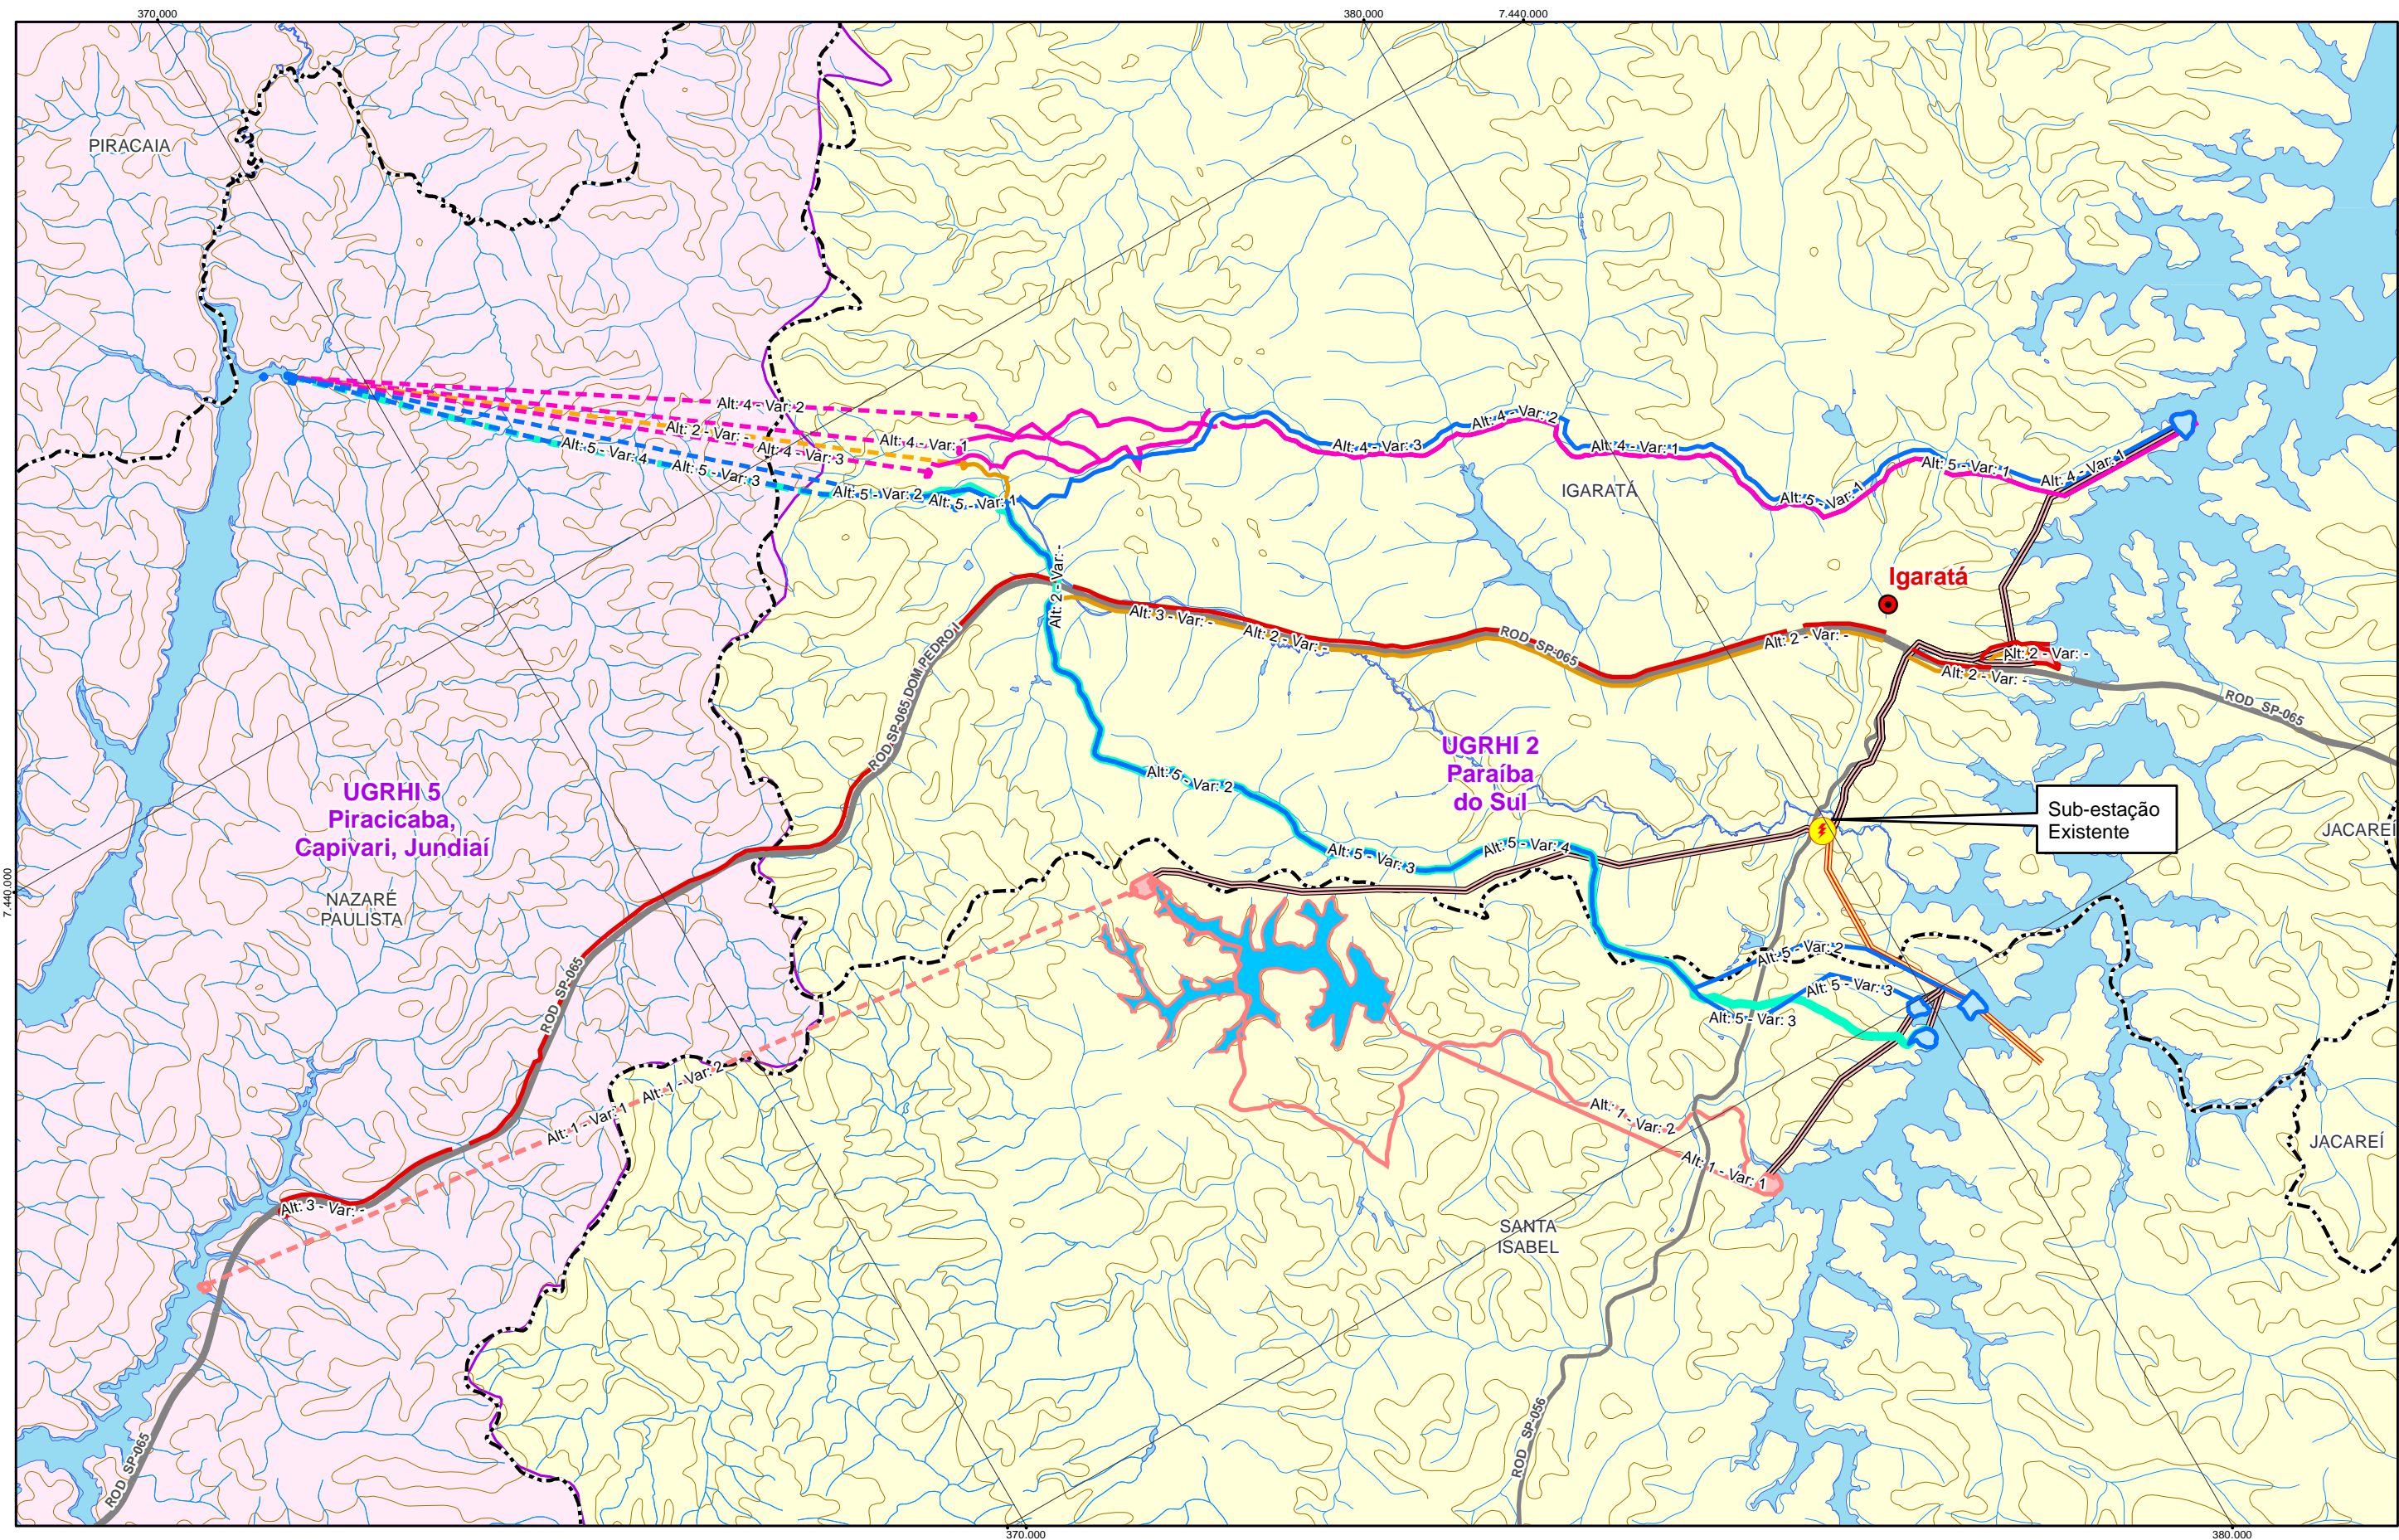 370.000
380.000
7.440.000
PIRACAIA
Alt: 4 - Var: 2
Alt: 2 - Var: -
Alt: 4 - Var: 1
Alt: 4 - Var: 3
Alt: 5 - Var: 4
Alt: 5 - Var: 3
Alt: 5 - Var: 2
Alt: 5 - Var: 1
Alt: 4 - Var: 3
Alt: 4 - Var: 2
Alt: 4 - Var: 1
Alt: 5 - Var: 1
Alt: 5 - Var: 1
Alt: 4 - Var: 1
IGARATÁ
Igaratá
Alt: 2 - Var: -
Alt: 3 - Var: -
Alt: 2 - Var: -
ROD SP-065
Alt: 2 - Var: -
Alt: 2 - Var: -
Alt: 2 - Var: -
ROD SP-065
ROD SP-065 DOM PEDRO I
UGRHI 2
Paraíba
do Sul
Alt: 5 - Var: 2
UGRHI 5
Piracicaba,
Capivari, Jundiaí
Sub-estação
Existente
JACAREÍ
Alt: 5 - Var: 3
Alt: 5 - Var: 4
7.440.000
NAZARÉ
PAULISTA
ROD SP-065
Alt: 5 - Var: 2
Alt: 5 - Var: 3
Alt: 5 - Var: 3
Alt: 1 - Var: 1
Alt: 1 - Var: 2
Alt: 1 - Var: 2
Alt: 1 - Var: 1
JACAREÍ
Alt: 3 - Var: -
SANTA
ISABEL
ROD SP-065
ROD SP-056
370.000
380.000